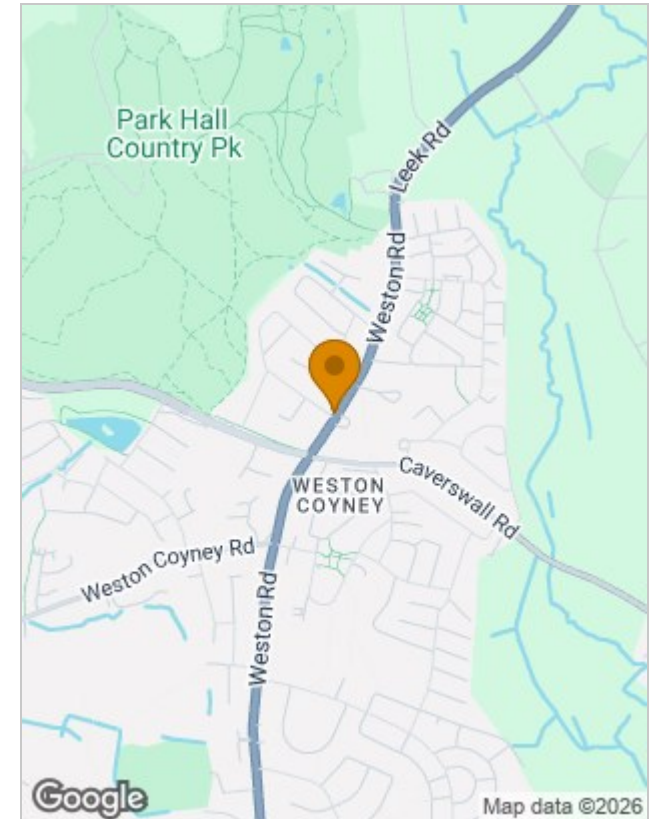 Park Hall
Country Pk
Leek Rd
Weston Rd
WESTON
COYNEY
Caverswall Rd
Weston Coyney Rd
Weston Rd
Google
Map data ©2026